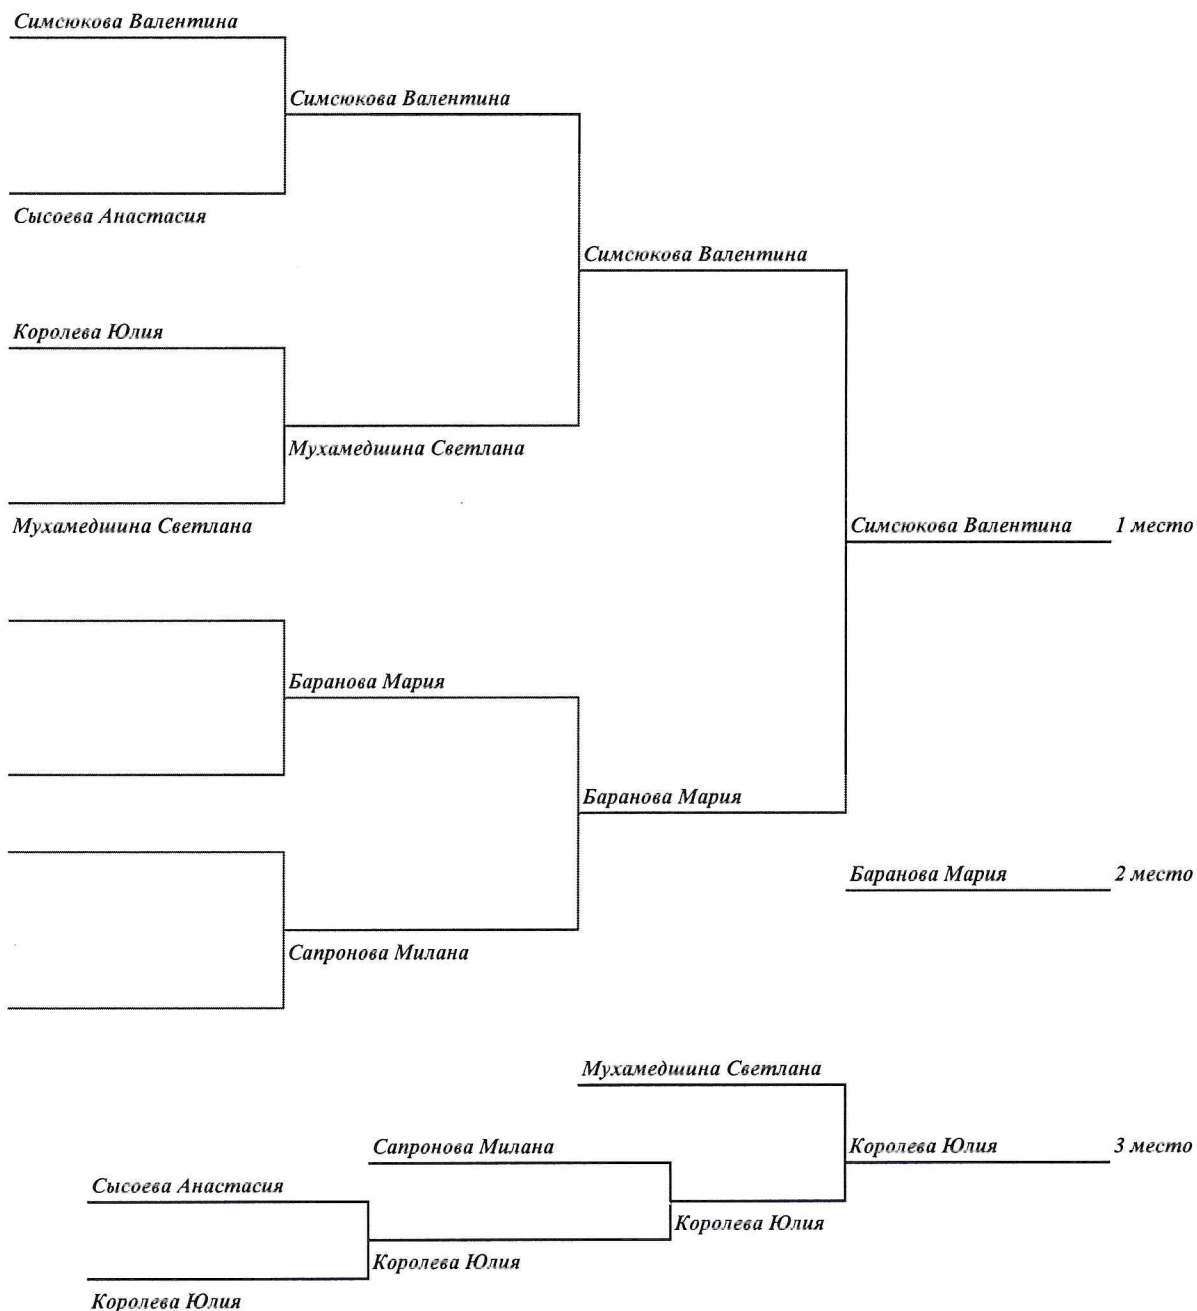 Симсюкова Валентина
Симсюкова Валентина
Сысоева Анастасия
Симсюкова Валентина
Королева Юлия
Мухамедшина Светлана
Мухамедшина Светлана
Симсюкова Валентина 1 место
Баранова Мария
Баранова Мария
Баранова Мария 2 место
Сапронова Милана
Мухамедшина Светлана
Сапронова Милана
Королева Юлия 3 место
Сысоева Анастасия
Королева Юлия
Королева Юлия
Королева Юлия